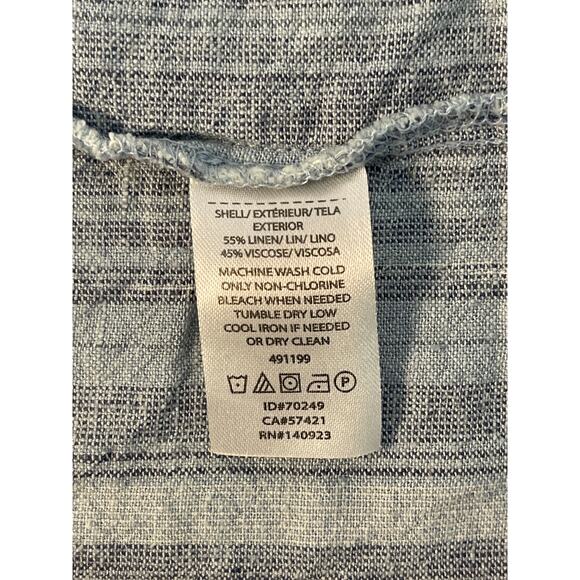 SHELL/ EXTÉRIEUR/ TELA
EXTERIOR
55% LINEN/ LIN/ LINO
45% VISCOSE/ VISCOSA
MACHINE WASH COLD
ONLY NON-CHLORINE
BLEACH WHEN NEEDED
TUMBLE DRY LOW
COOL IRON IF NEEDED
OR DRY CLEAN
491199
P
ID#70249
CA#57421
RN#140923